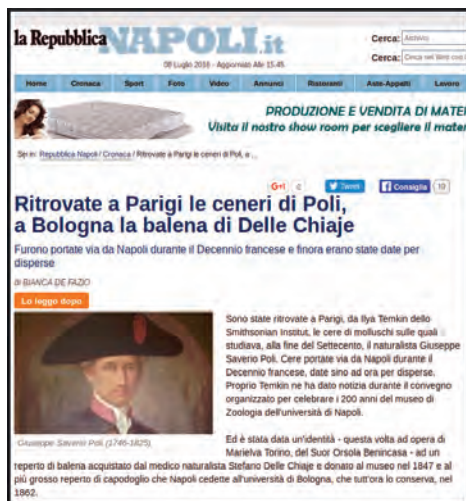 la Repubblica NAPOLI.it
08 Luglio 2016 - Aggiornato Alle 15.45
Cerca: Archivio
Cerca: Cerca nel Web con
Home Cronaca Sport Foto Video Annunci Ristoranti Aste-Appalti Lavoro
PRODUZIONE E VENDITA DI MATE
Visita il nostro show room per scegliere il mater
Sei in: Repubblica Napoli / Cronaca / Ritrovate a Parigi le ceneri di Poli, a ...
G+1 Tweet Consiglia 19
Ritrovate a Parigi le ceneri di Poli,
a Bologna la balena di Delle Chiaje
Furono portate via da Napoli durante il Decennio francese e finora erano state date per
disperse
di BIANCA DE FAZIO
Lo leggo dopo
Sono state ritrovate a Parigi, da Ilya Temkin dello
Smithsonian Institut, le cere di molluschi sulle quali
studiava, alla fine del Settecento, il naturalista Giuseppe
Saverio Poli. Cere portate via da Napoli durante il
Decennio francese, date sino ad ora per disperse.
Proprio Temkin ne ha dato notizia durante il convegno
organizzato per celebrare i 200 anni del museo di
Zoologia dell'università di Napoli.
Giuseppe Saverio Poli (1746-1825)
Ed è stata data un'identità - questa volta ad opera di
Marielva Torino, del Suor Orsola Benincasa - ad un
reperto di balena acquistato dal medico naturalista Stefano Delle Chiaje e donato al museo nel 1847 e al
più grosso reperto di capodoglio che Napoli cedette all'università di Bologna, che tutt'ora lo conserva, nel
1862.